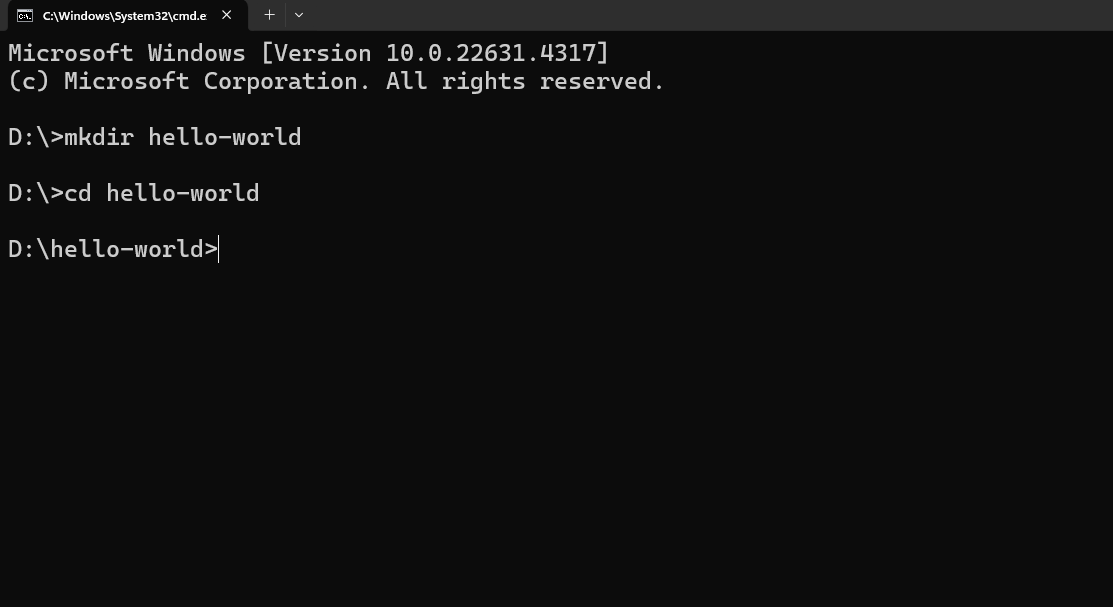 C:\Windows\System32\cmd.e
Microsoft Windows [Version 10.0.22631.4317]
(c) Microsoft Corporation. All rights reserved.
D:\>mkdir hello-world
D:\>cd hello-world
D:\hello-world>